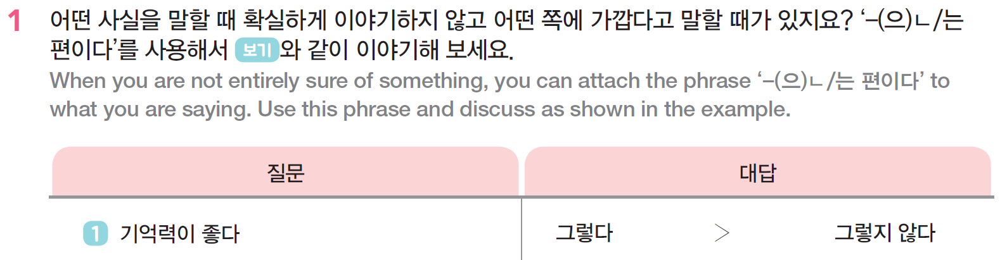 1 어떤 사실을 말할 때 확실하게 이야기하지 않고 어떤 쪽에 가깝다고 말할 때가 있지요? ‘–(으)ㄴ/는
편이다’를 사용해서 보기와 같이 이야기해 보세요.
When you are not entirely sure of something, you can attach the phrase ‘–(으)ㄴ/는 편이다’ to
what you are saying. Use this phrase and discuss as shown in the example.
질문 대답
1 기억력이 좋다 그렇다 > 그렇지 않다